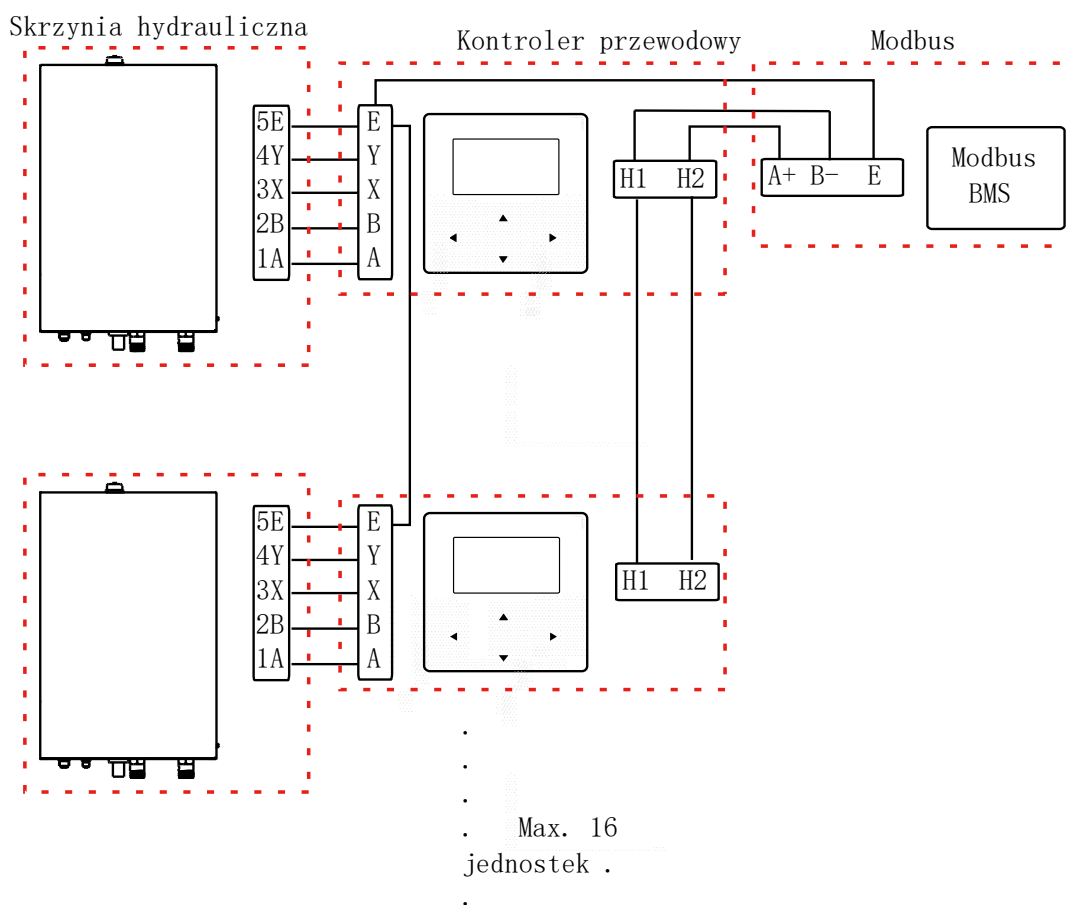 Skrzynia hydrauliczna
Kontroler przewodowy
Modbus
5E
4Y
3X
2B
1A
E
Y
X
B
A
H1 H2
A+ B- E
Modbus
BMS
5E
4Y
3X
2B
1A
E
Y
X
B
A
H1 H2
.
.
.
. Max. 16
jednostek .
.